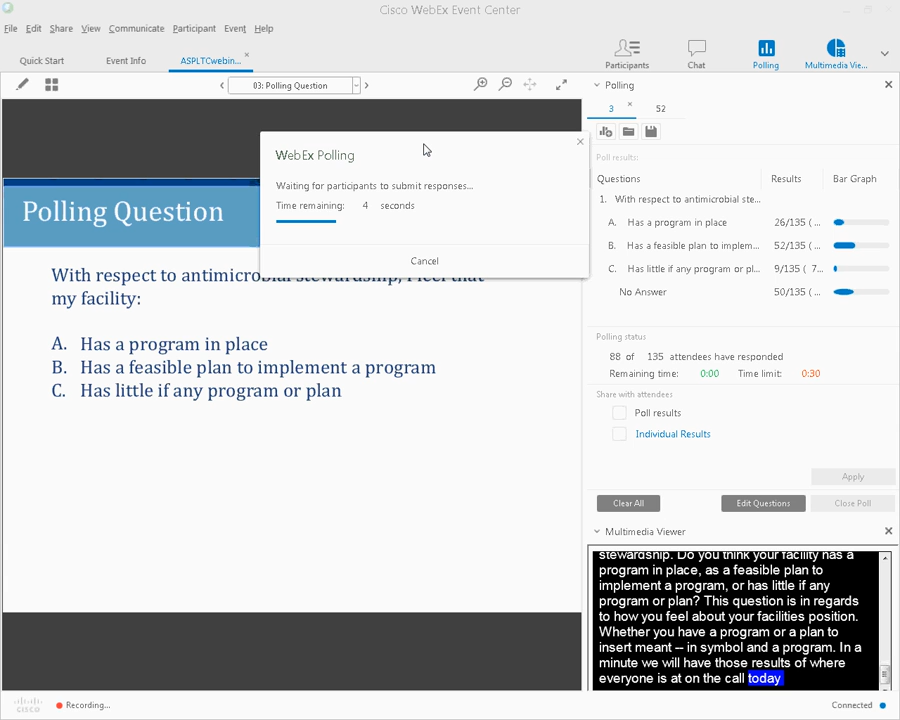 Cisco WebEx Event Center
File Edit Share View Communicate Participant Event Help
Quick Start Event Info ASPLTCwebin... ×
Participants Chat Polling Multimedia Vie...
03: Polling Question
Polling
3 × 52
Poll results:
Questions Results Bar Graph
1. With respect to antimicrobial ste...
A. Has a program in place 26/135 ( ...
B. Has a feasible plan to implem... 52/135 ( ...
C. Has little if any program or pl... 9/135 ( 7...
No Answer 50/135 ( ...
Polling status
88 of 135 attendees have responded
Remaining time: 0:00 Time limit: 0:30
Share with attendees
Poll results
Individual Results
Apply
Clear All Edit Questions Close Poll
WebEx Polling
Waiting for participants to submit responses...
Time remaining: 4 seconds
Cancel
Polling Question
With respect to antimicrobial stewardship, I feel that
my facility:
A. Has a program in place
B. Has a feasible plan to implement a program
C. Has little if any program or plan
Multimedia Viewer
stewardship. Do you think your facility has a
program in place, as a feasible plan to
implement a program, or has little if any
program or plan? This question is in regards
to how you feel about your facilities position.
Whether you have a program or a plan to
insert meant -- in symbol and a program. In a
minute we will have those results of where
everyone is at on the call today
cisco Recording... Connected